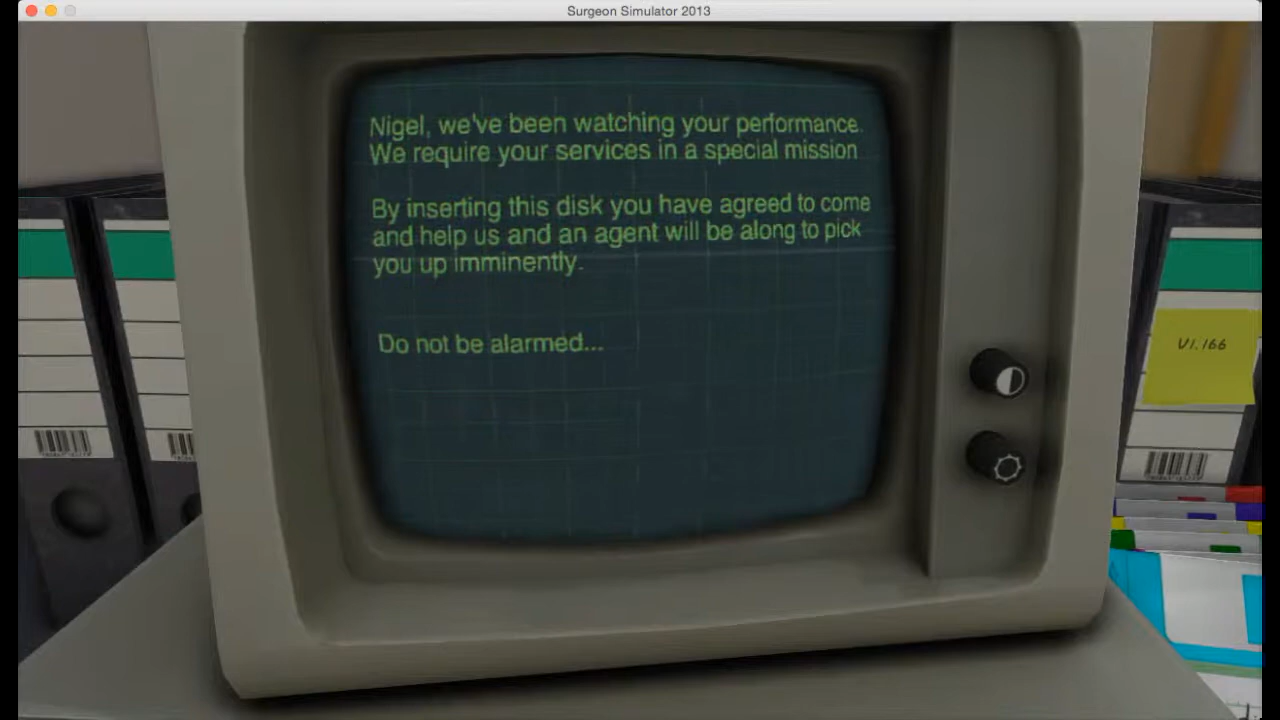 Surgeon Simulator 2013
Nigel, we've been watching your performance.
We require your services in a special mission
By inserting this disk you have agreed to come
and help us and an agent will be along to pick
you up imminently.
Do not be alarmed...
V1.166